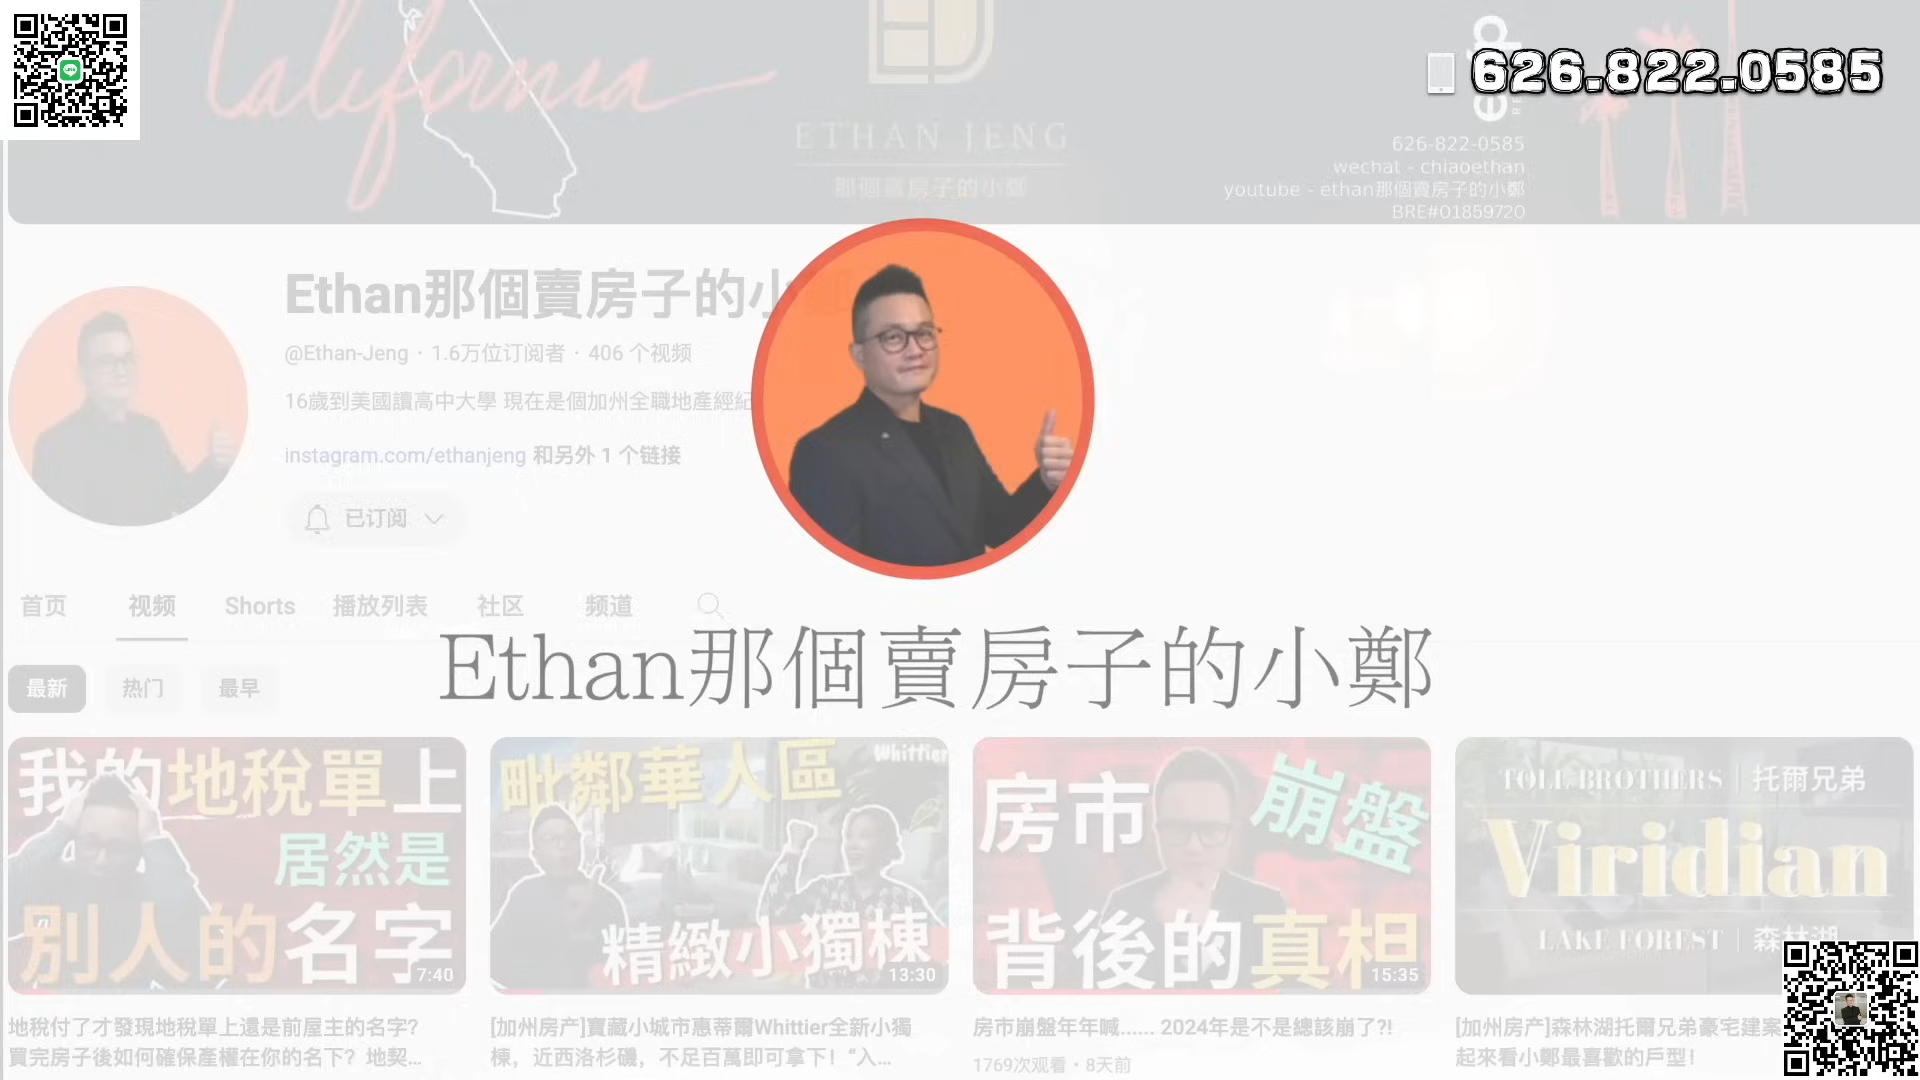 California
ETHAN JENG
那個賣房子的小鄭
626.822.0585
626-822-0585
wechat - chiaoethan
youtube - ethan那個賣房子的小鄭
BRE#01859720
Ethan那個賣房子的小
@Ethan-Jeng · 1.6万位订阅者 · 406 个视频
16歲到美國讀高中大學 現在是個加州全職地產經紀
instagram.com/ethanjeng 和另外 1 个链接
已订阅
首页 视频 Shorts 播放列表 社区 频道
Ethan那個賣房子的小鄭
最新 热门 最早
我的地稅單上
居然是
別人的名字
7:40
毗鄰華人區
Whittier
精緻小獨棟
13:30
房市
崩盤
背後的真相
15:35
TOLL BROTHERS | 托爾兄弟
Viridian
LAKE FOREST | 森林湖
地稅付了才發現地稅單上還是前屋主的名字?
買完房子後如何確保產權在你的名下？地契...
[加州房产]寶藏小城市惠蒂爾Whittier全新小獨
棟，近西洛杉磯，不足百萬即可拿下！“入...
房市崩盤年年喊...... 2024年是不是總該崩了?!
1769次观看 · 8天前
[加州房产]森林湖托爾兄弟豪宅建案
起來看小鄭最喜歡的戶型！